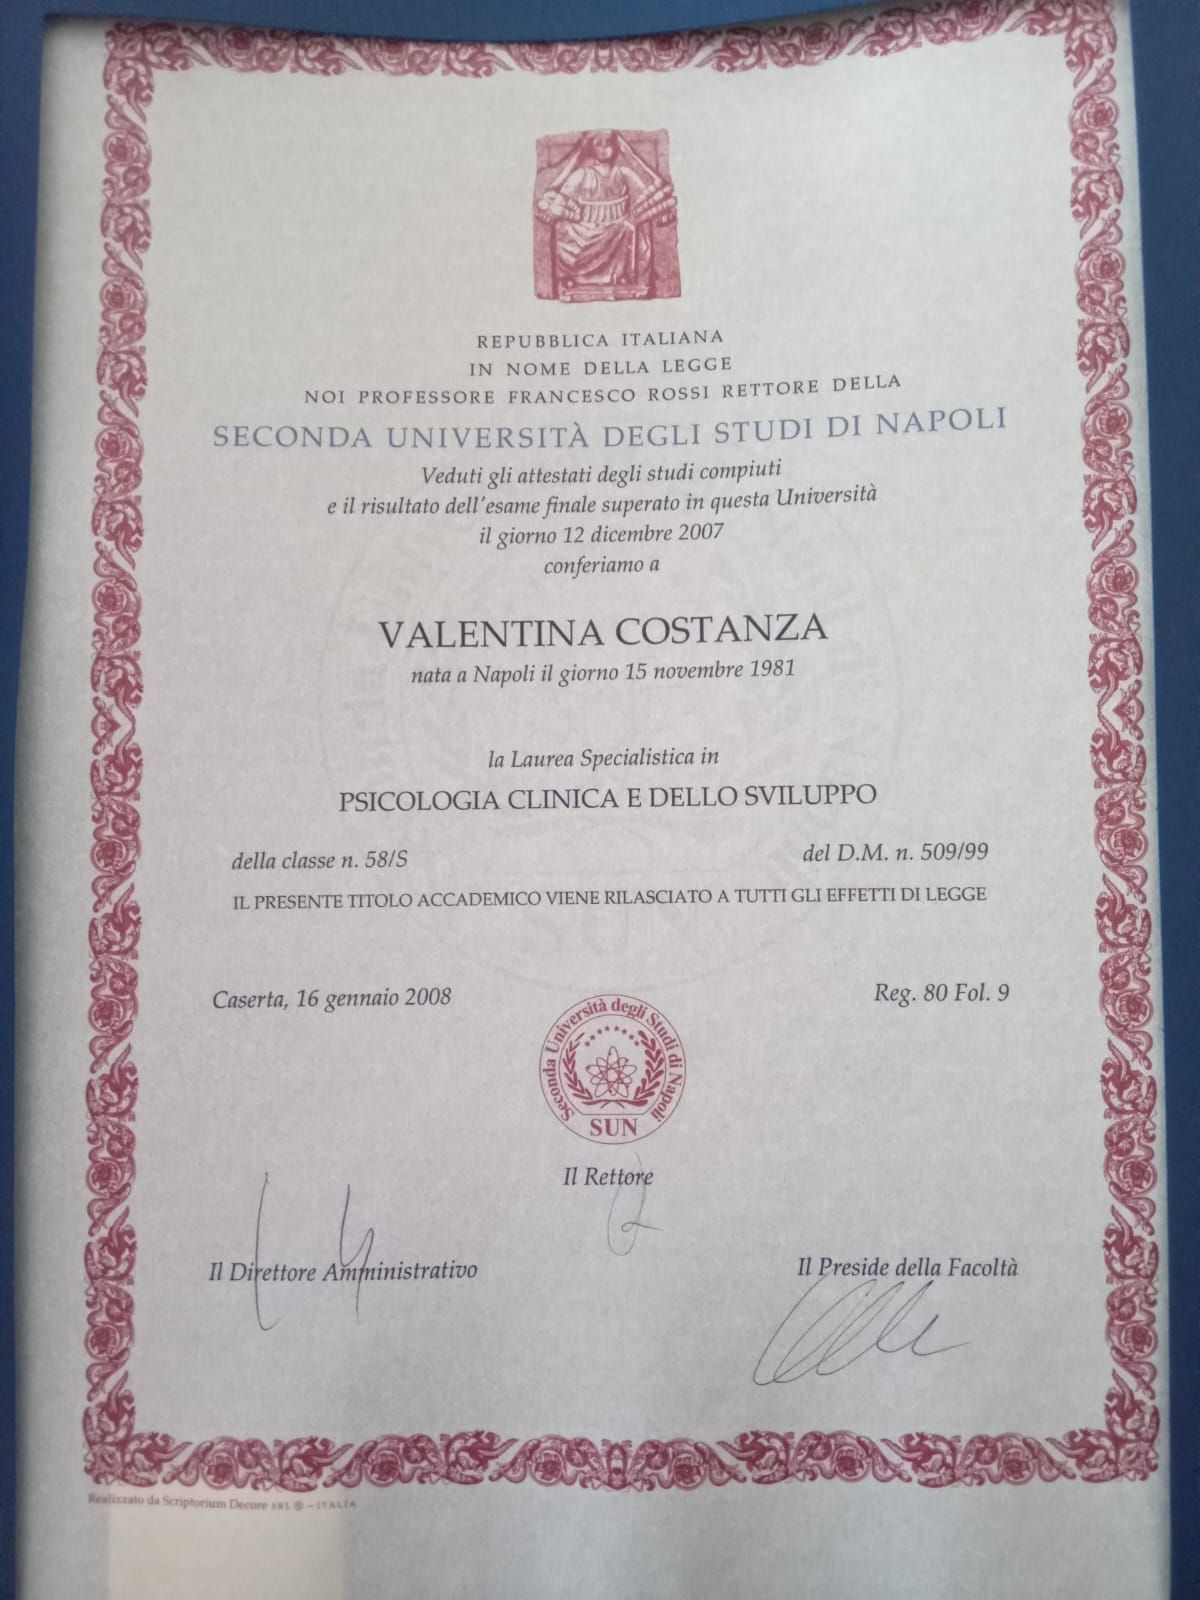 REPUBBLICA ITALIANA
IN NOME DELLA LEGGE
NOI PROFESSORE FRANCESCO ROSSI RETTORE DELLA
SECONDA UNIVERSITÀ DEGLI STUDI DI NAPOLI
Veduti gli attestati degli studi compiuti
e il risultato dell'esame finale superato in questa Università
il giorno 12 dicembre 2007
conferiamo a
VALENTINA COSTANZA
nata a Napoli il giorno 15 novembre 1981
la Laurea Specialistica in
PSICOLOGIA CLINICA E DELLO SVILUPPO
della classe n. 58/S del D.M. n. 509/99
IL PRESENTE TITOLO ACCADEMICO VIENE RILASCIATO A TUTTI GLI EFFETTI DI LEGGE
Caserta, 16 gennaio 2008 Reg. 80 Fol. 9
Seconda Università degli Studi di Napoli
SUN
Il Rettore
Il Direttore Amministrativo Il Preside della Facoltà
Realizzato da Scriptorium Decore SRL ® – ITALIA